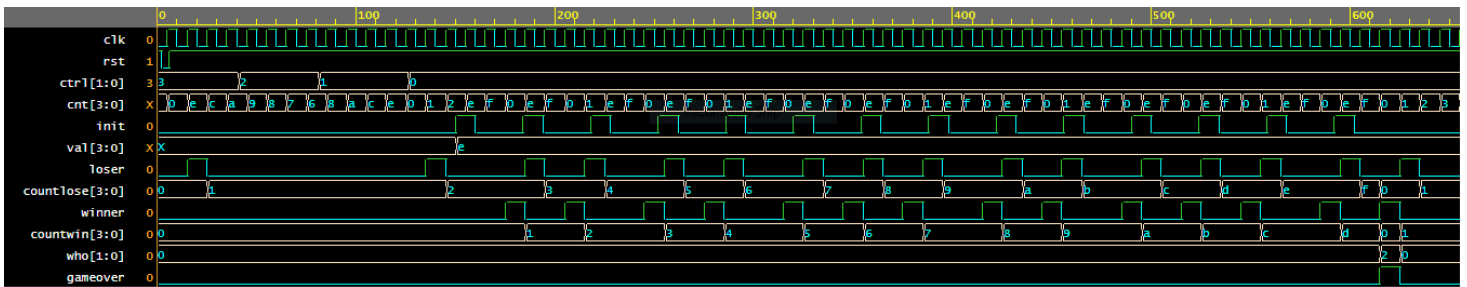 0 100 200 300 400 500 600
clk 0
rst 1
ctrl[1:0] 3 3 2 1 0
cnt[3:0] X 0 e c a 9 8 7 6 8 a c e 0 1 2 e f 0 e f 0 1 e f 0 e f 0 1 e f 0 e f 0 e f 0 1 e f 0 e f 0 1 e f 0 e f 0 e f 0 1 e f 0 e f 0 1 2 3
init 0
val[3:0] X X e
loser 0
countlose[3:0] 0 0 1 2 3 4 5 6 7 8 9 a b c d e f 0 1
winner 0
countwin[3:0] 0 0 1 2 3 4 5 6 7 8 9 a b c d 0 1
who[1:0] 0 0 2 0
gameover 0